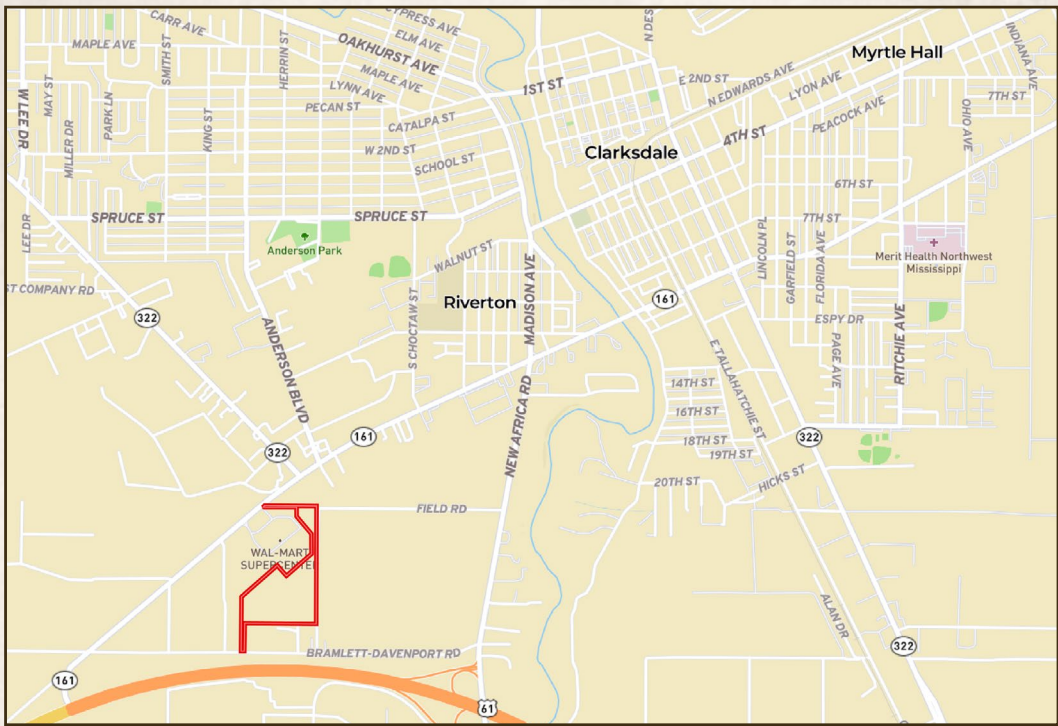 CARR AVE
CYPRESS AVE
ELM AVE
N DES
INDIANA AVE
MAPLE AVE
SMITH ST
HERRIN ST
OAKHURST AVE
MAPLE AVE
LYNN AVE
PECAN ST
1ST ST
E 2ND ST
N EDWARDS AVE
Myrtle Hall
LYON AVE
PEACOCK AVE
7TH ST
OHIO AVE
W LEE DR
MAY ST
MILLER DR
PARK LN
KING ST
CATALPA ST
W 2ND ST
SCHOOL ST
Clarksdale
4TH ST
6TH ST
LEE DR
SPRUCE ST
SPRUCE ST
Anderson Park
WALNUT ST
LINCOLN PL
GARFIELD ST
FLORIDA AVE
7TH ST
Merit Health Northwest
Mississippi
ST COMPANY RD
322
Riverton
S CHOCTAW ST
MADISON AVE
161
ESPY DR
PAGE AVE
RITCHIE AVE
ANDERSON BLVD
E TALLAHATCHIE ST
14TH ST
16TH ST
18TH ST
19TH ST
20TH ST
HICKS ST
322
161
322
NEW AFRICA RD
FIELD RD
WAL-MART
SUPERCENTER
ALAN DR
322
BRAMLETT-DAVENPORT RD
161
61